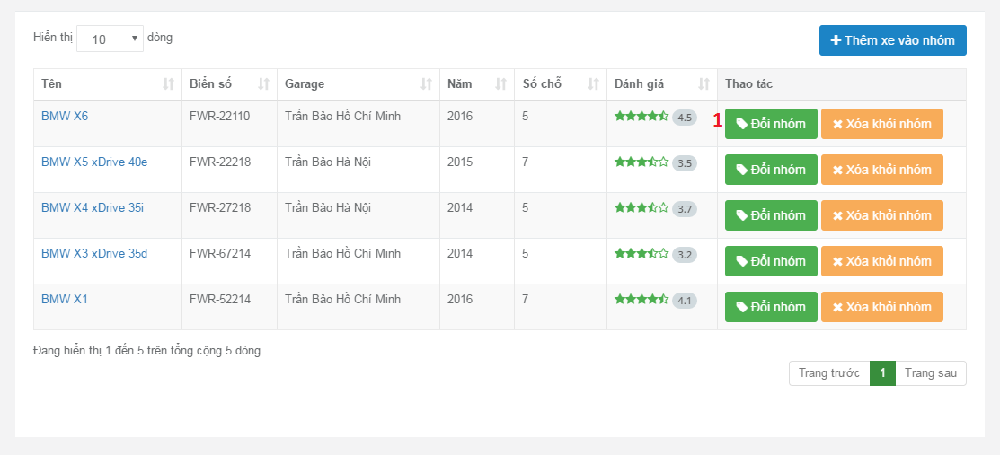 Hiển thị 10 dòng
Thêm xe vào nhóm
Tên Biển số Garage Năm Số chỗ Đánh giá Thao tác
BMW X6 FWR-22110 Trần Bảo Hồ Chí Minh 2016 5 4.5 1 Đổi nhóm Xóa khỏi nhóm
BMW X5 xDrive 40e FWR-22218 Trần Bảo Hà Nội 2015 7 3.5 Đổi nhóm Xóa khỏi nhóm
BMW X4 xDrive 35i FWR-27218 Trần Bảo Hà Nội 2014 5 3.7 Đổi nhóm Xóa khỏi nhóm
BMW X3 xDrive 35d FWR-67214 Trần Bảo Hồ Chí Minh 2014 5 3.2 Đổi nhóm Xóa khỏi nhóm
BMW X1 FWR-52214 Trần Bảo Hồ Chí Minh 2016 7 4.1 Đổi nhóm Xóa khỏi nhóm
Đang hiển thị 1 đến 5 trên tổng cộng 5 dòng
Trang trước 1 Trang sau